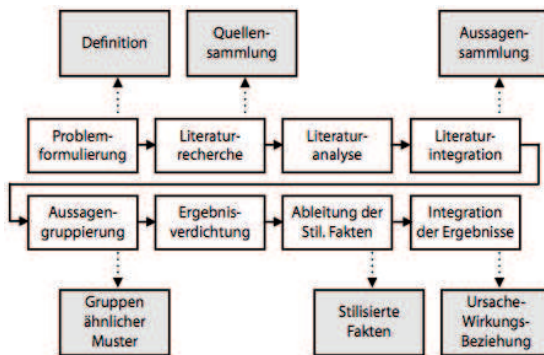 Definition
Quellen-
sammlung
Aussagen-
sammlung
Problem-
formulierung
Literatur-
recherche
Literatur-
analyse
Literatur-
integration
Aussagen-
gruppierung
Ergebnis-
verdichtung
Ableitung der
Stil. Fakten
Integration
der Ergebnisse
Gruppen
ähnlicher
Muster
Stilisierte
Fakten
Ursache-
Wirkungs-
Beziehung